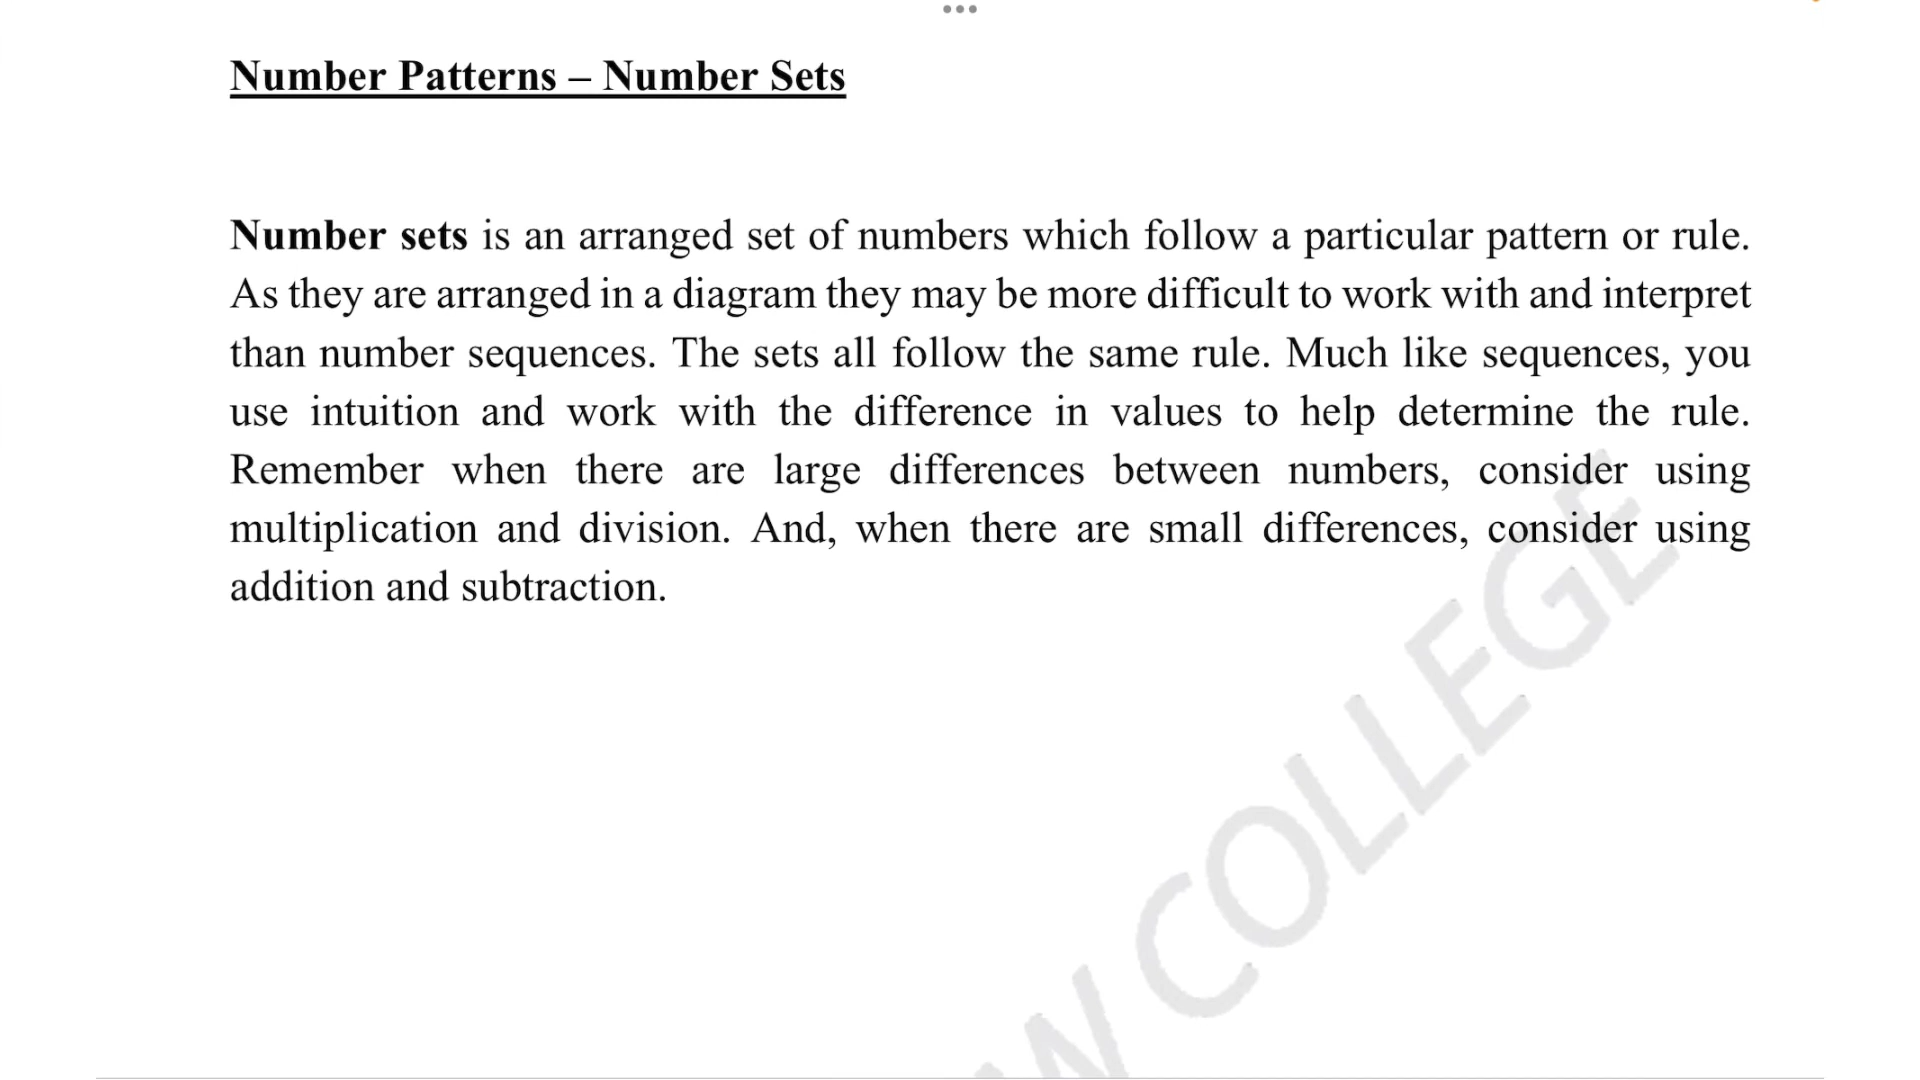 Number Patterns – Number Sets
Number sets is an arranged set of numbers which follow a particular pattern or rule.
As they are arranged in a diagram they may be more difficult to work with and interpret
than number sequences. The sets all follow the same rule. Much like sequences, you
use intuition and work with the difference in values to help determine the rule.
Remember when there are large differences between numbers, consider using
multiplication and division. And, when there are small differences, consider using
addition and subtraction.
COLLEGE